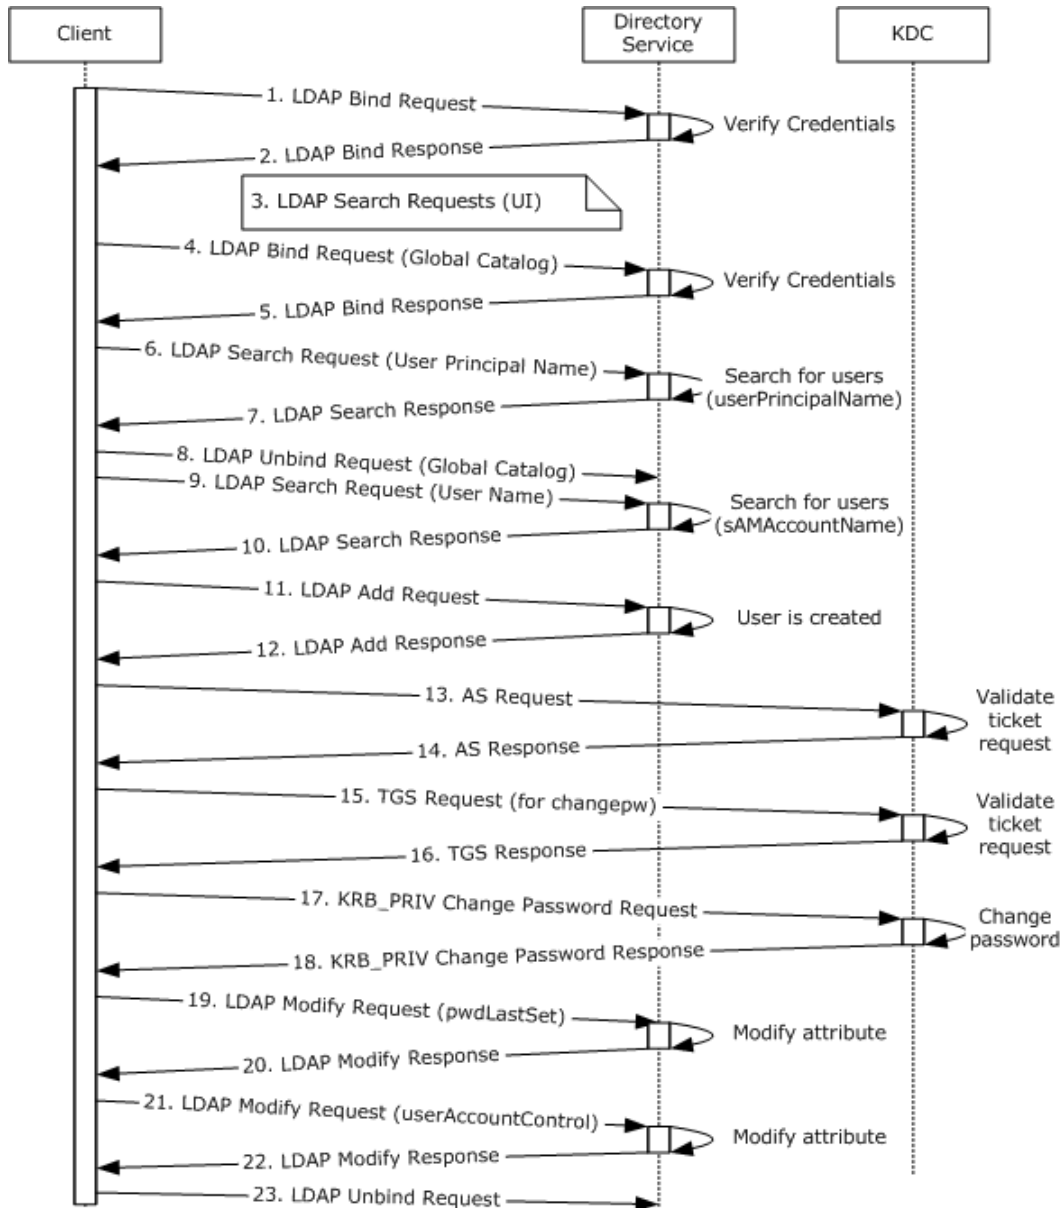 Client
Directory
Service
KDC
1. LDAP Bind Request
Verify Credentials
2. LDAP Bind Response
3. LDAP Search Requests (UI)
4. LDAP Bind Request (Global Catalog)
Verify Credentials
5. LDAP Bind Response
6. LDAP Search Request (User Principal Name)
Search for users
(userPrincipalName)
7. LDAP Search Response
8. LDAP Unbind Request (Global Catalog)
9. LDAP Search Request (User Name)
Search for users
(sAMAccountName)
10. LDAP Search Response
11. LDAP Add Request
User is created
12. LDAP Add Response
13. AS Request
Validate
ticket
request
14. AS Response
15. TGS Request (for changepw)
Validate
ticket
request
16. TGS Response
17. KRB_PRIV Change Password Request
Change
password
18. KRB_PRIV Change Password Response
19. LDAP Modify Request (pwdLastSet)
Modify attribute
20. LDAP Modify Response
21. LDAP Modify Request (userAccountControl)
Modify attribute
22. LDAP Modify Response
23. LDAP Unbind Request